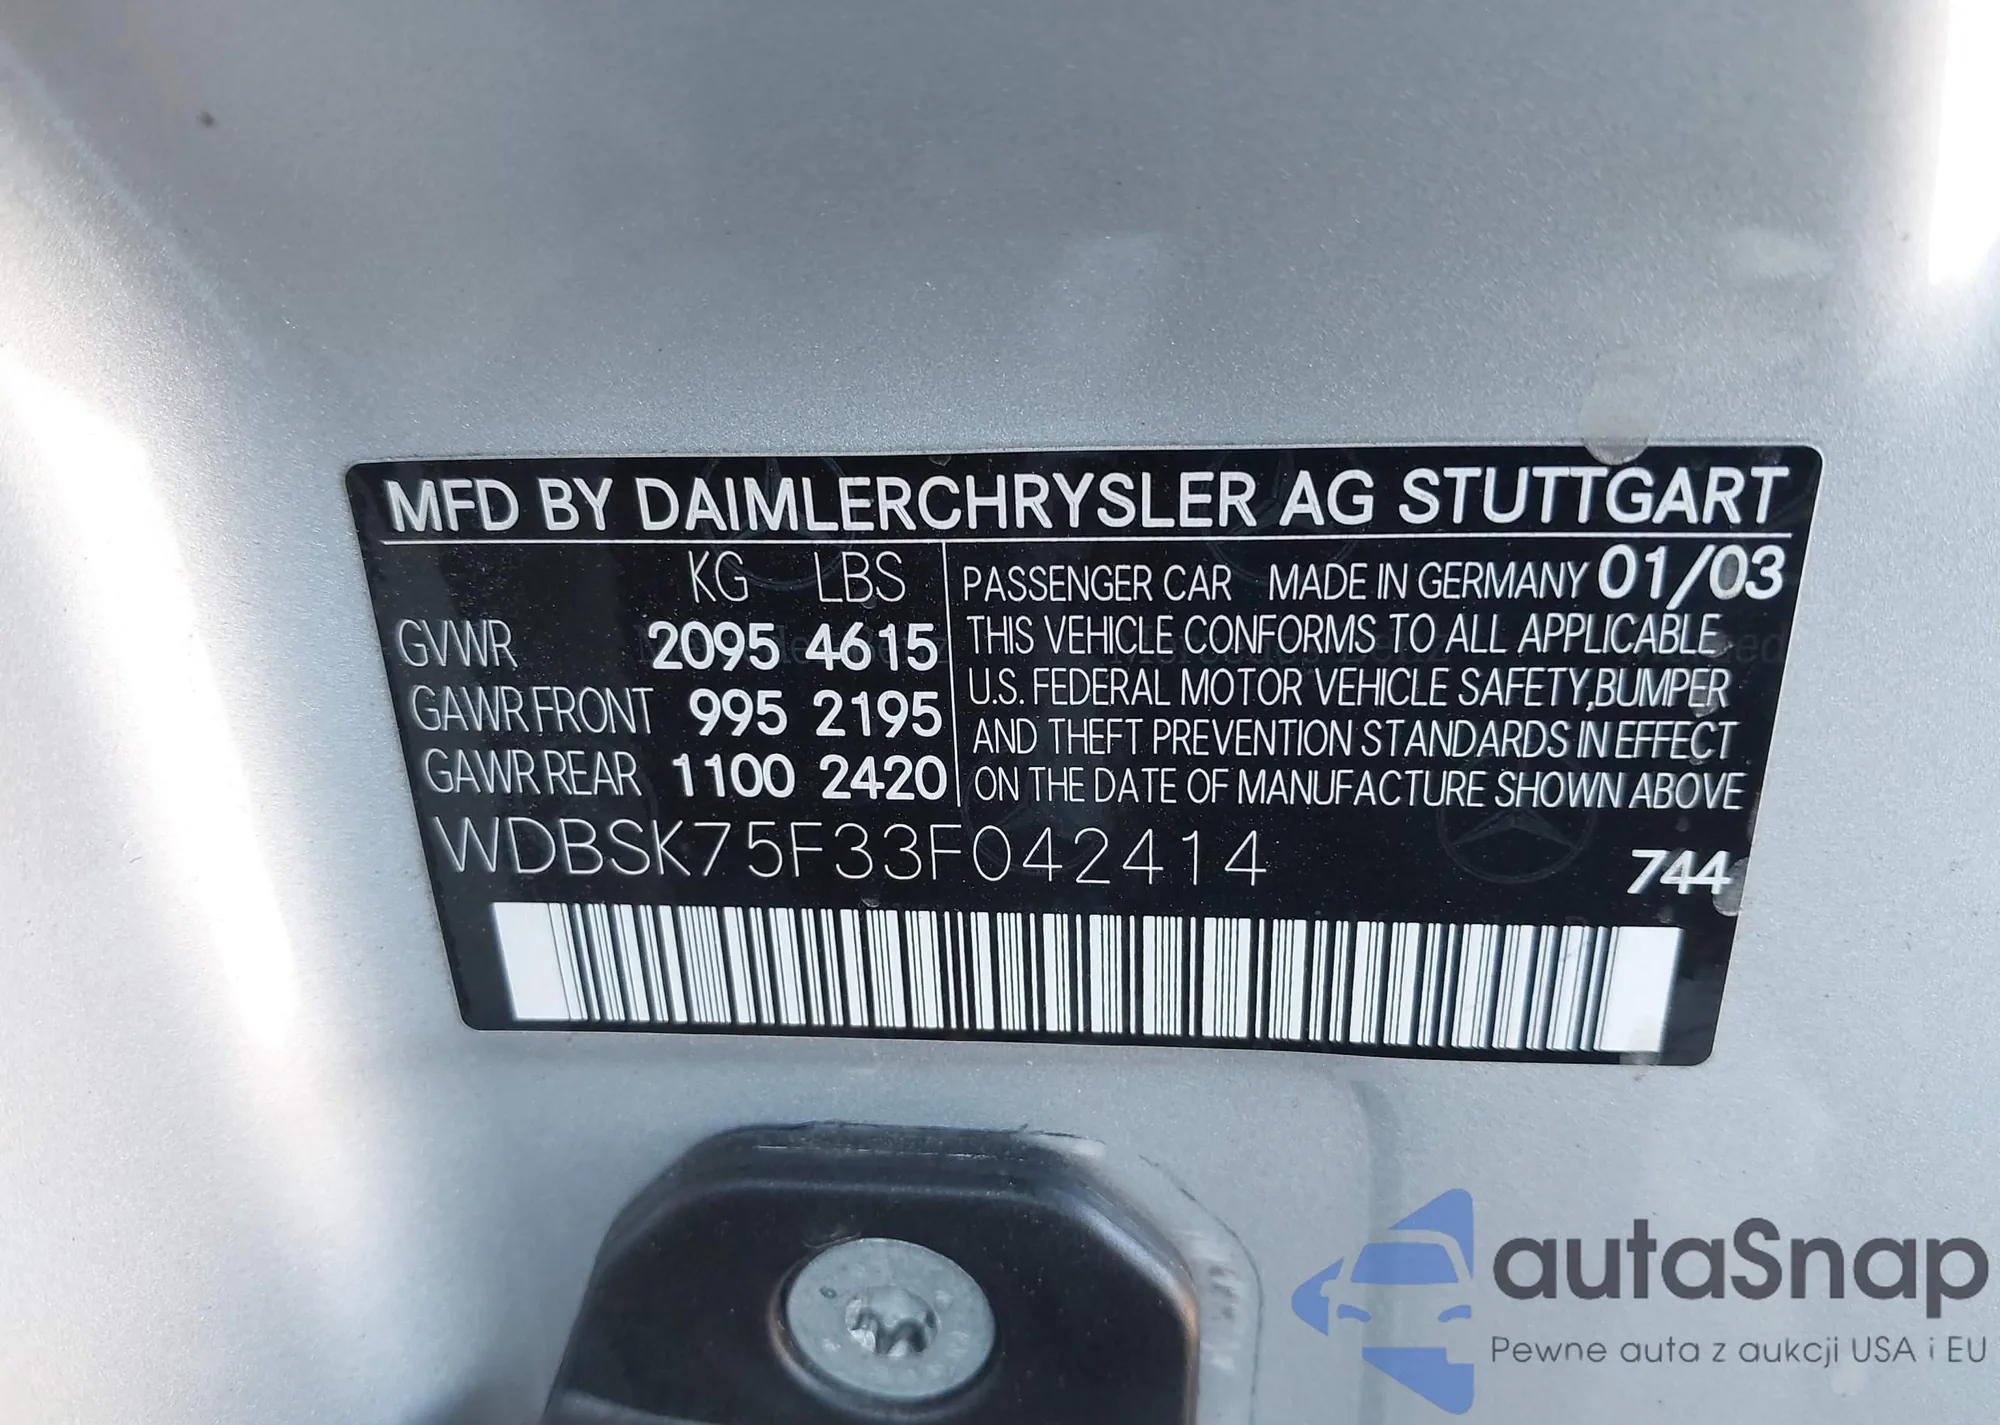 MFD BY DAIMLERCHRYSLER AG STUTTGART
KG LBS
GVWR 2095 4615
GAWR FRONT 995 2195
GAWR REAR 1100 2420
PASSENGER CAR MADE IN GERMANY 01/03
THIS VEHICLE CONFORMS TO ALL APPLICABLE
U.S. FEDERAL MOTOR VEHICLE SAFETY,BUMPER
AND THEFT PREVENTION STANDARDS IN EFFECT
ON THE DATE OF MANUFACTURE SHOWN ABOVE
WDBSK75F33F042414
744
autaSnap
Pewne auta z aukcji USA i EU